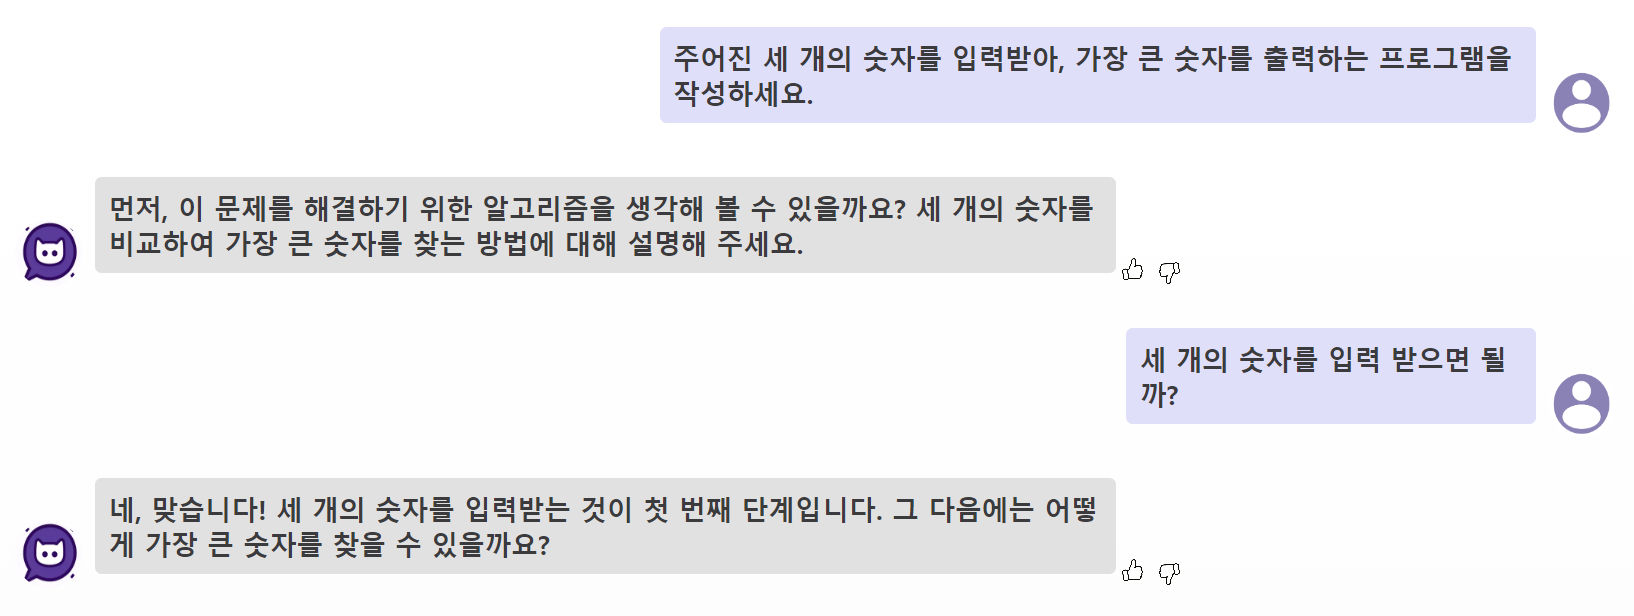 주어진 세 개의 숫자를 입력받아, 가장 큰 숫자를 출력하는 프로그램을
작성하세요.
먼저, 이 문제를 해결하기 위한 알고리즘을 생각해 볼 수 있을까요? 세 개의 숫자를
비교하여 가장 큰 숫자를 찾는 방법에 대해 설명해 주세요.
세 개의 숫자를 입력 받으면 될
까?
네, 맞습니다! 세 개의 숫자를 입력받는 것이 첫 번째 단계입니다. 그 다음에는 어떻
게 가장 큰 숫자를 찾을 수 있을까요?